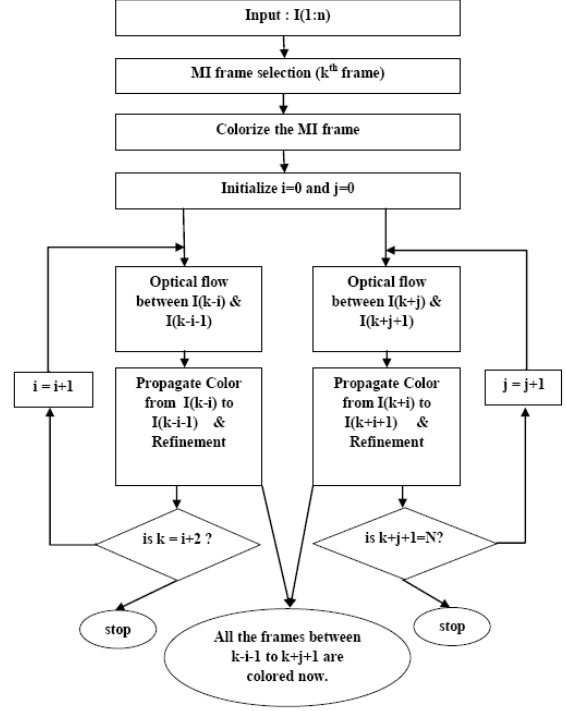 Input : I(1:n)
MI frame selection (kth frame)
Colorize the MI frame
Initialize i=0 and j=0
Optical flow
between I(k-i) &
I(k-i-1)
Optical flow
between I(k+j) &
I(k+j+1)
i = i+1
Propagate Color
from I(k-i) to
I(k-i-1) &
Refinement
Propagate Color
from I(k+i) to
I(k+i+1) &
Refinement
j = j+1
is k = i+2 ?
is k+j+1=N?
stop
All the frames between
k-i-1 to k+j+1 are
colored now.
stop